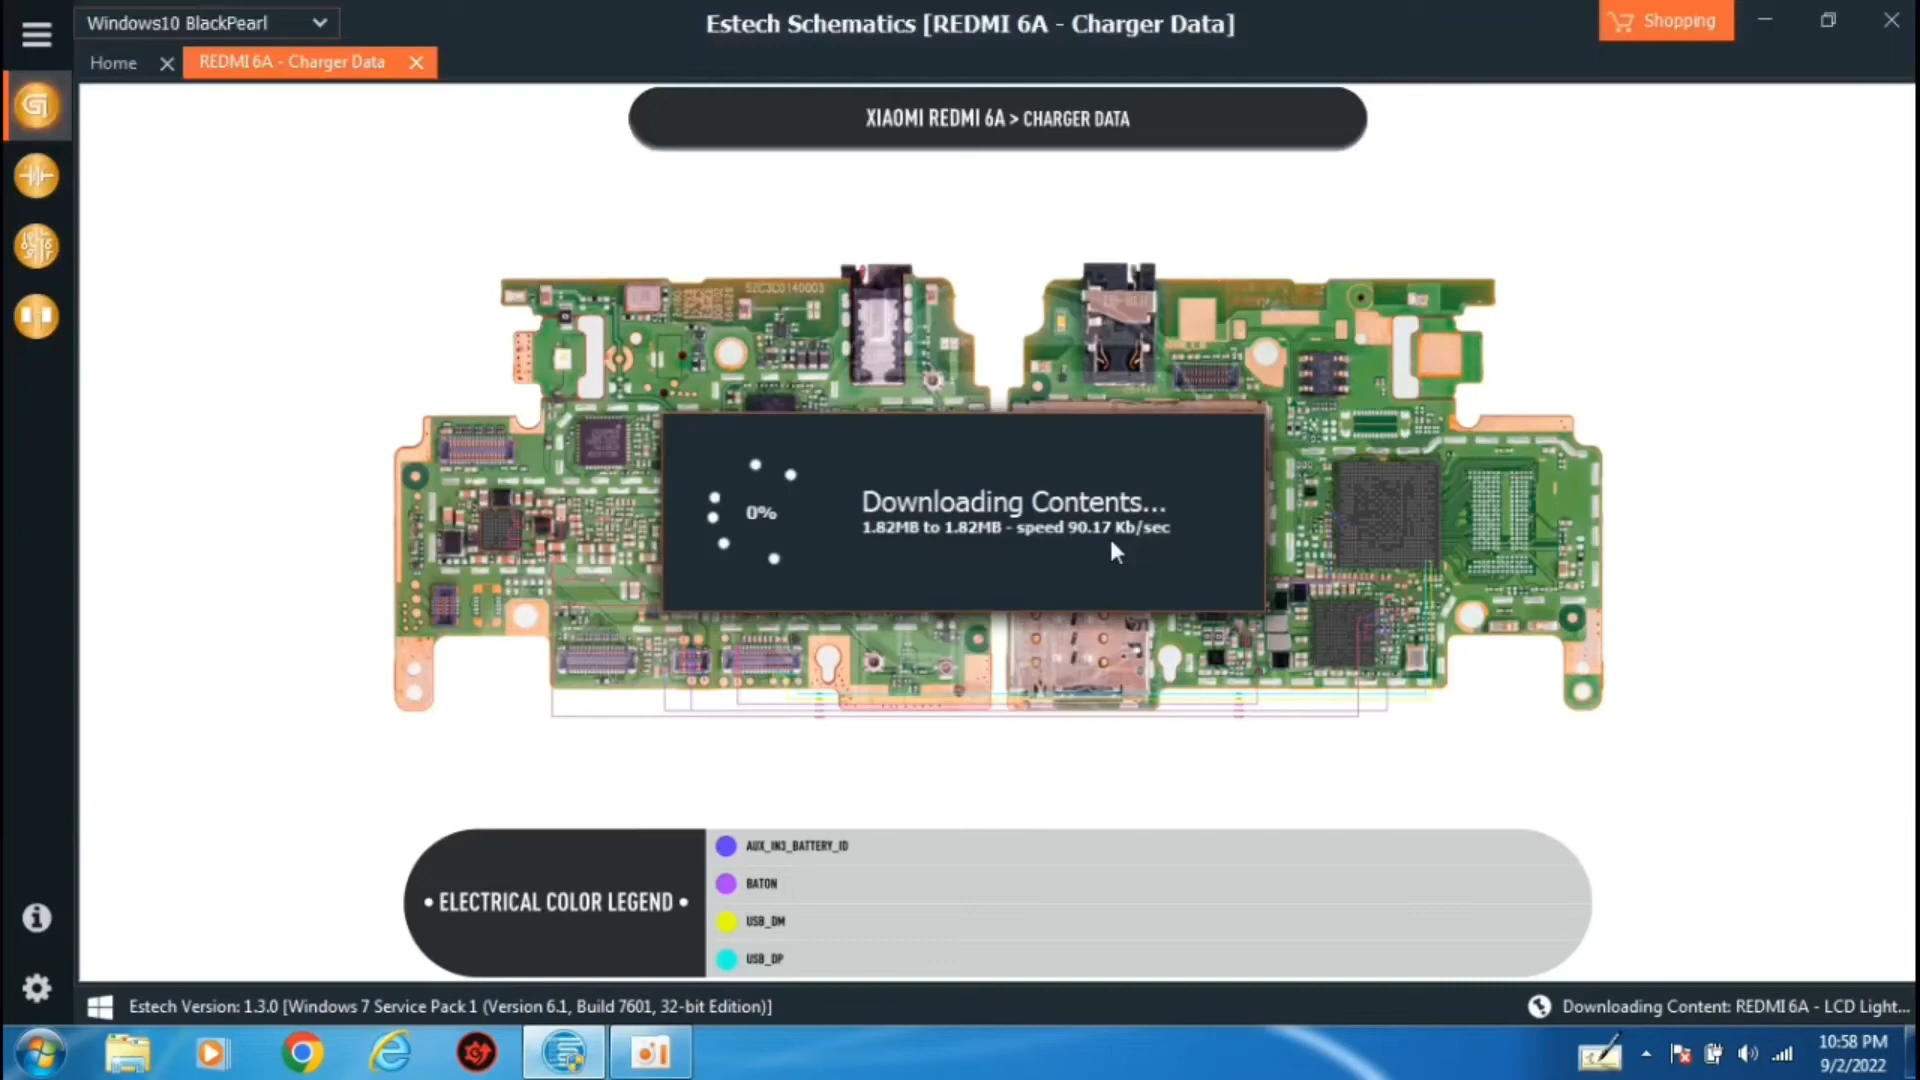 Windows10 BlackPearl
Estech Schematics [REDMI 6A - Charger Data]
Shopping
Home
REDMI 6A - Charger Data
XIAOMI REDMI 6A > CHARGER DATA
52C3C0140003
0%
Downloading Contents...
1.82MB to 1.82MB - speed 90.17 Kb/sec
• ELECTRICAL COLOR LEGEND •
AUX_IN3_BATTERY_ID
BATON
USB_DM
USB_DP
Estech Version: 1.3.0 [Windows 7 Service Pack 1 (Version 6.1, Build 7601, 32-bit Edition)]
Downloading Content: REDMI 6A - LCD Light...
10:58 PM
9/2/2022